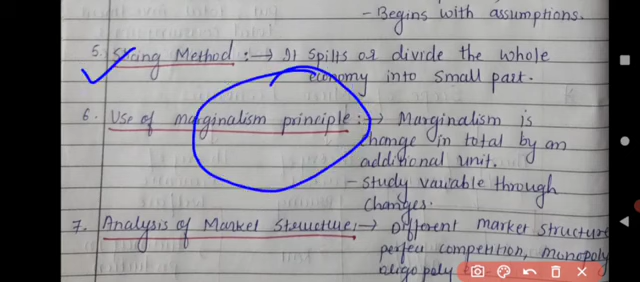 - Begins with assumptions.
5. Slicing Method :→ It spilts or divide the whole
economy into small part.
6. Use of marginalism principle :→ Marginalism is
change in total by an
additional unit.
- Study variable through
changes.
7. Analysis of Market Structure :→ Different market structure
perfect competition, monopoly
oligopoly